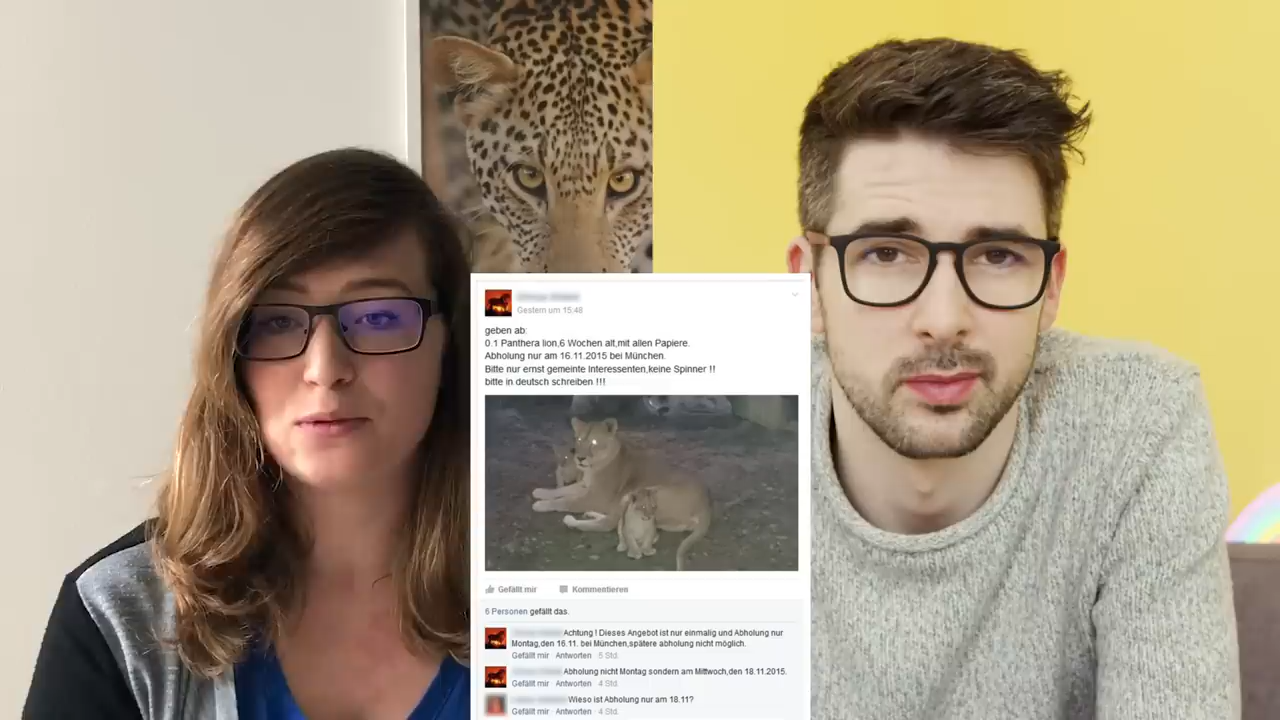 Gestern um 15:48
geben ab:
0.1 Panthera lion,6 Wochen alt,mit allen Papiere.
Abholung nur am 16.11.2015 bei München.
Bitte nur ernst gemeinte Interessenten,keine Spinner !!
bitte in deutsch schreiben !!!
Gefällt mir Kommentieren
6 Personen gefällt das.
Achtung ! Dieses Angebot ist nur einmalig und Abholung nur
Montag,den 16.11. bei München,spätere abholung nicht möglich.
Gefällt mir · Antworten · 5 Std.
Abholung nicht Montag sondern am Mittwoch,den 18.11.2015.
Gefällt mir · Antworten · 4 Std.
Wieso ist Abholung nur am 18.11?
Gefällt mir · Antworten · 4 Std.